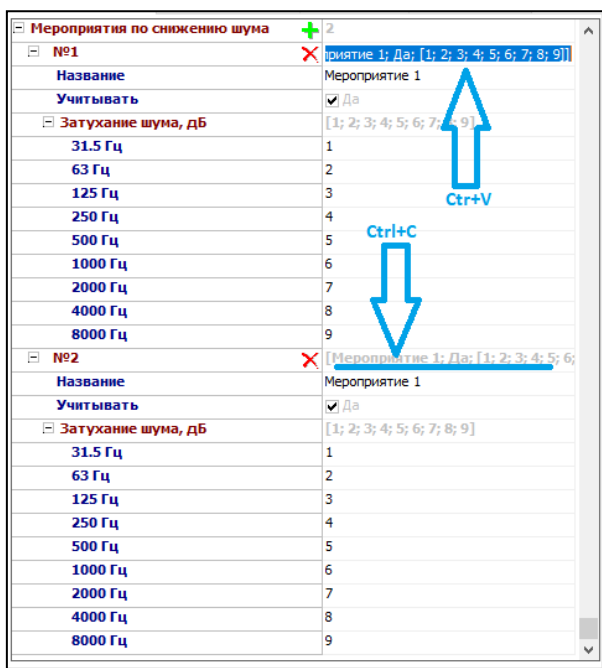 Мероприятия по снижению шума 2
№1 приятие 1; Да; [1; 2; 3; 4; 5; 6; 7; 8; 9]]
Название Мероприятие 1
Учитывать Да
Затухание шума, дБ [1; 2; 3; 4; 5; 6; 7; 8; 9]
31.5 Гц 1
63 Гц 2
125 Гц 3
Ctr+V
250 Гц 4
Ctrl+C
500 Гц 5
1000 Гц 6
2000 Гц 7
4000 Гц 8
8000 Гц 9
№2 [Мероприятие 1; Да; [1; 2; 3; 4; 5; 6;
Название Мероприятие 1
Учитывать Да
Затухание шума, дБ [1; 2; 3; 4; 5; 6; 7; 8; 9]
31.5 Гц 1
63 Гц 2
125 Гц 3
250 Гц 4
500 Гц 5
1000 Гц 6
2000 Гц 7
4000 Гц 8
8000 Гц 9